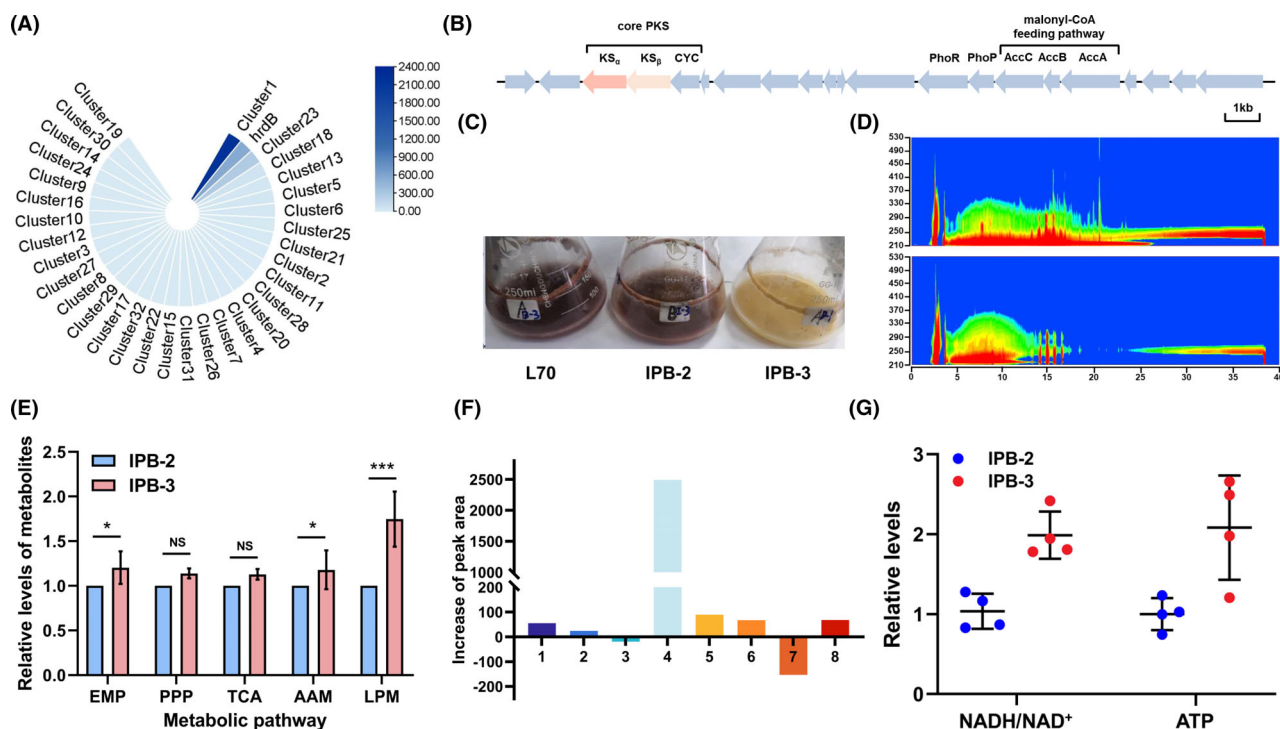 (A)
Cluster1
hrdB
Cluster23
Cluster18
Cluster13
Cluster5
Cluster6
Cluster25
Cluster21
Cluster2
Cluster11
Cluster28
Cluster20
Cluster4
Cluster7
Cluster26
Cluster31
Cluster15
Cluster22
Cluster32
Cluster17
Cluster29
Cluster8
Cluster27
Cluster3
Cluster12
Cluster10
Cluster16
Cluster9
Cluster24
Cluster14
Cluster30
Cluster19
2400.00
2100.00
1800.00
1500.00
1200.00
900.00
600.00
300.00
0.00
(B)
core PKS
malonyl-CoA
feeding pathway
KSα KSβ CYC
PhoR PhoP AccC AccB AccA
1kb
(C)
250ml
250ml
L70 IPB-2 IPB-3
(D)
530
490
450
410
370
330
290
250
210
530
490
450
410
370
330
290
250
210
0 5 10 15 20 25 30 35 40
(E)
IPB-2
IPB-3
Relative levels of metabolites
2.5
2.0
1.5
1.0
0.5
0.0
* NS NS * ***
EMP PPP TCA AAM LPM
Metabolic pathway
(F)
Increase of peak area
2500
2000
1500
1000
200
100
0
-100
-200
1 2 3 4 5 6 7 8
(G)
IPB-2
IPB-3
Relative levels
3
2
1
0
NADH/NAD⁺ ATP